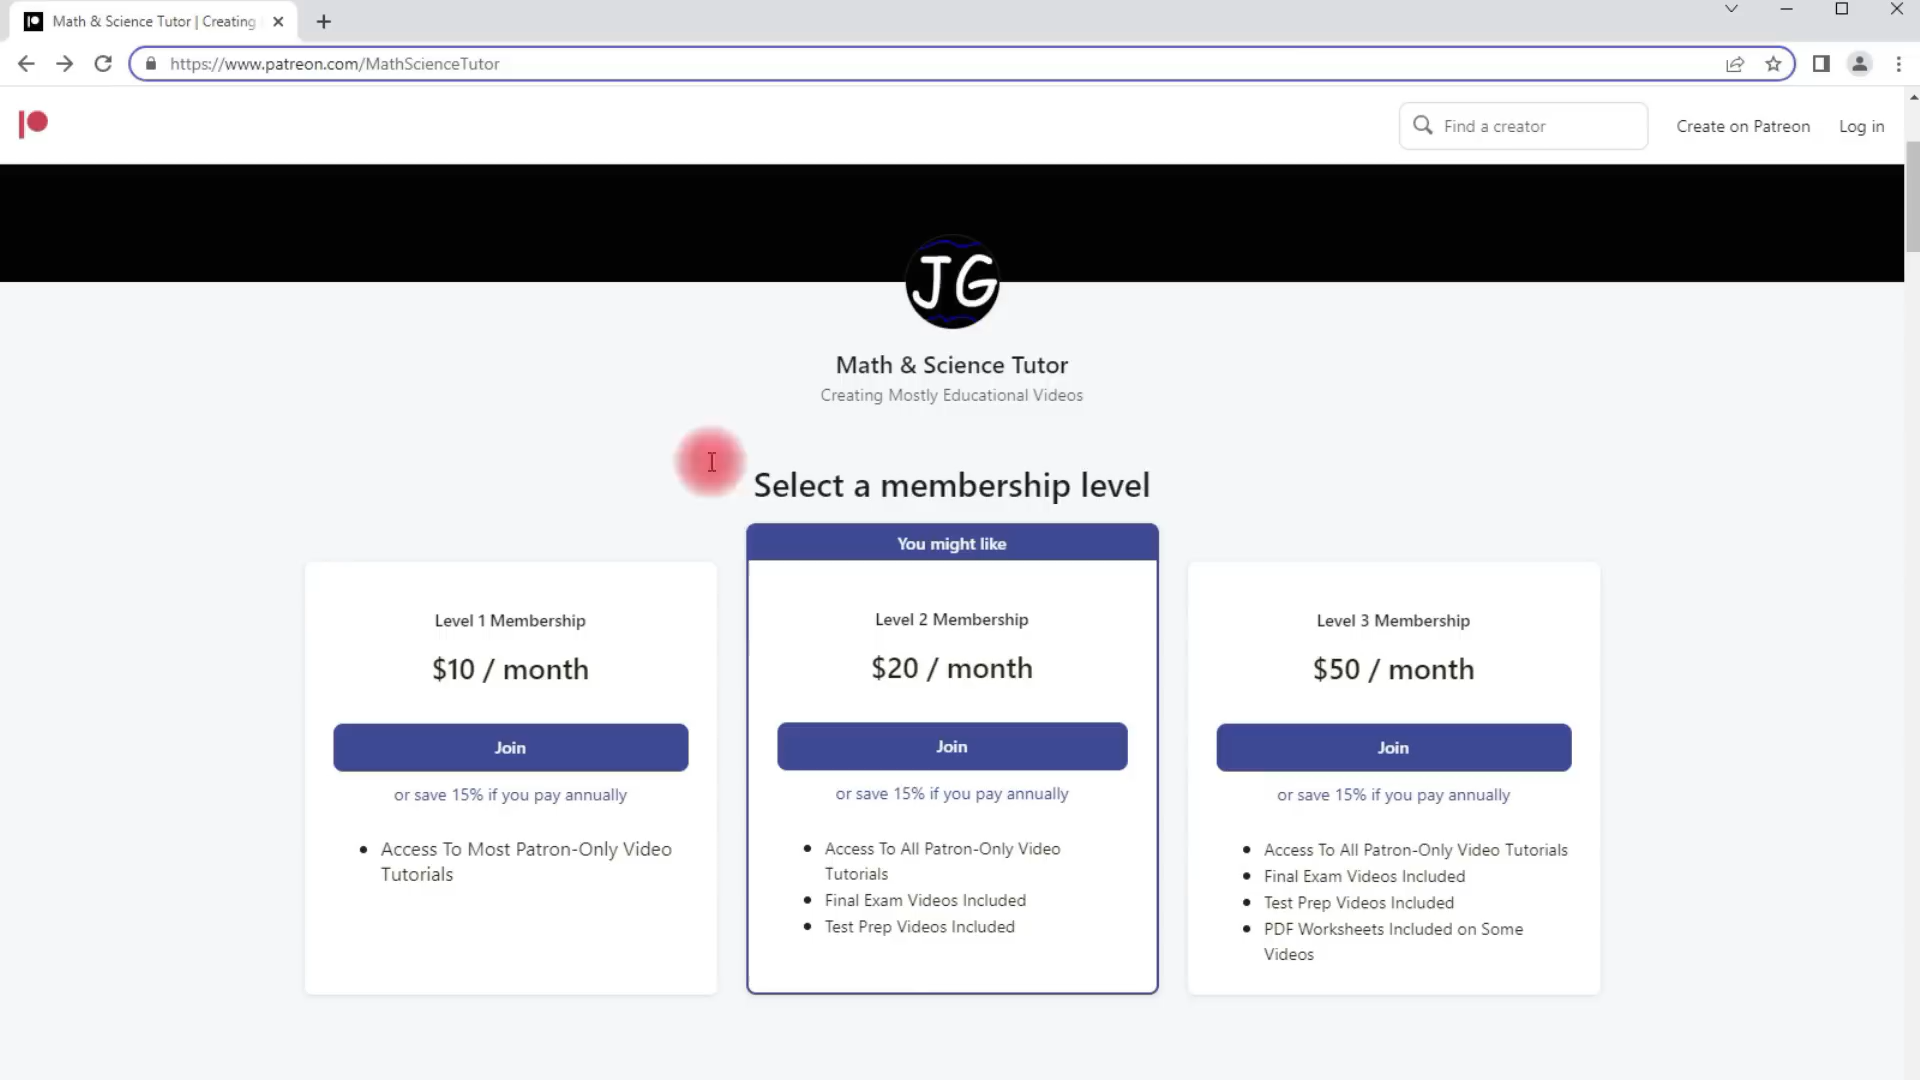 Math & Science Tutor | Creating
https://www.patreon.com/MathScienceTutor
Find a creator
Create on Patreon
Log in
JG
Math & Science Tutor
Creating Mostly Educational Videos
Select a membership level
You might like
Level 1 Membership
$10 / month
Join
or save 15% if you pay annually
• Access To Most Patron-Only Video
Tutorials
Level 2 Membership
$20 / month
Join
or save 15% if you pay annually
• Access To All Patron-Only Video
Tutorials
• Final Exam Videos Included
• Test Prep Videos Included
Level 3 Membership
$50 / month
Join
or save 15% if you pay annually
• Access To All Patron-Only Video Tutorials
• Final Exam Videos Included
• Test Prep Videos Included
• PDF Worksheets Included on Some
Videos